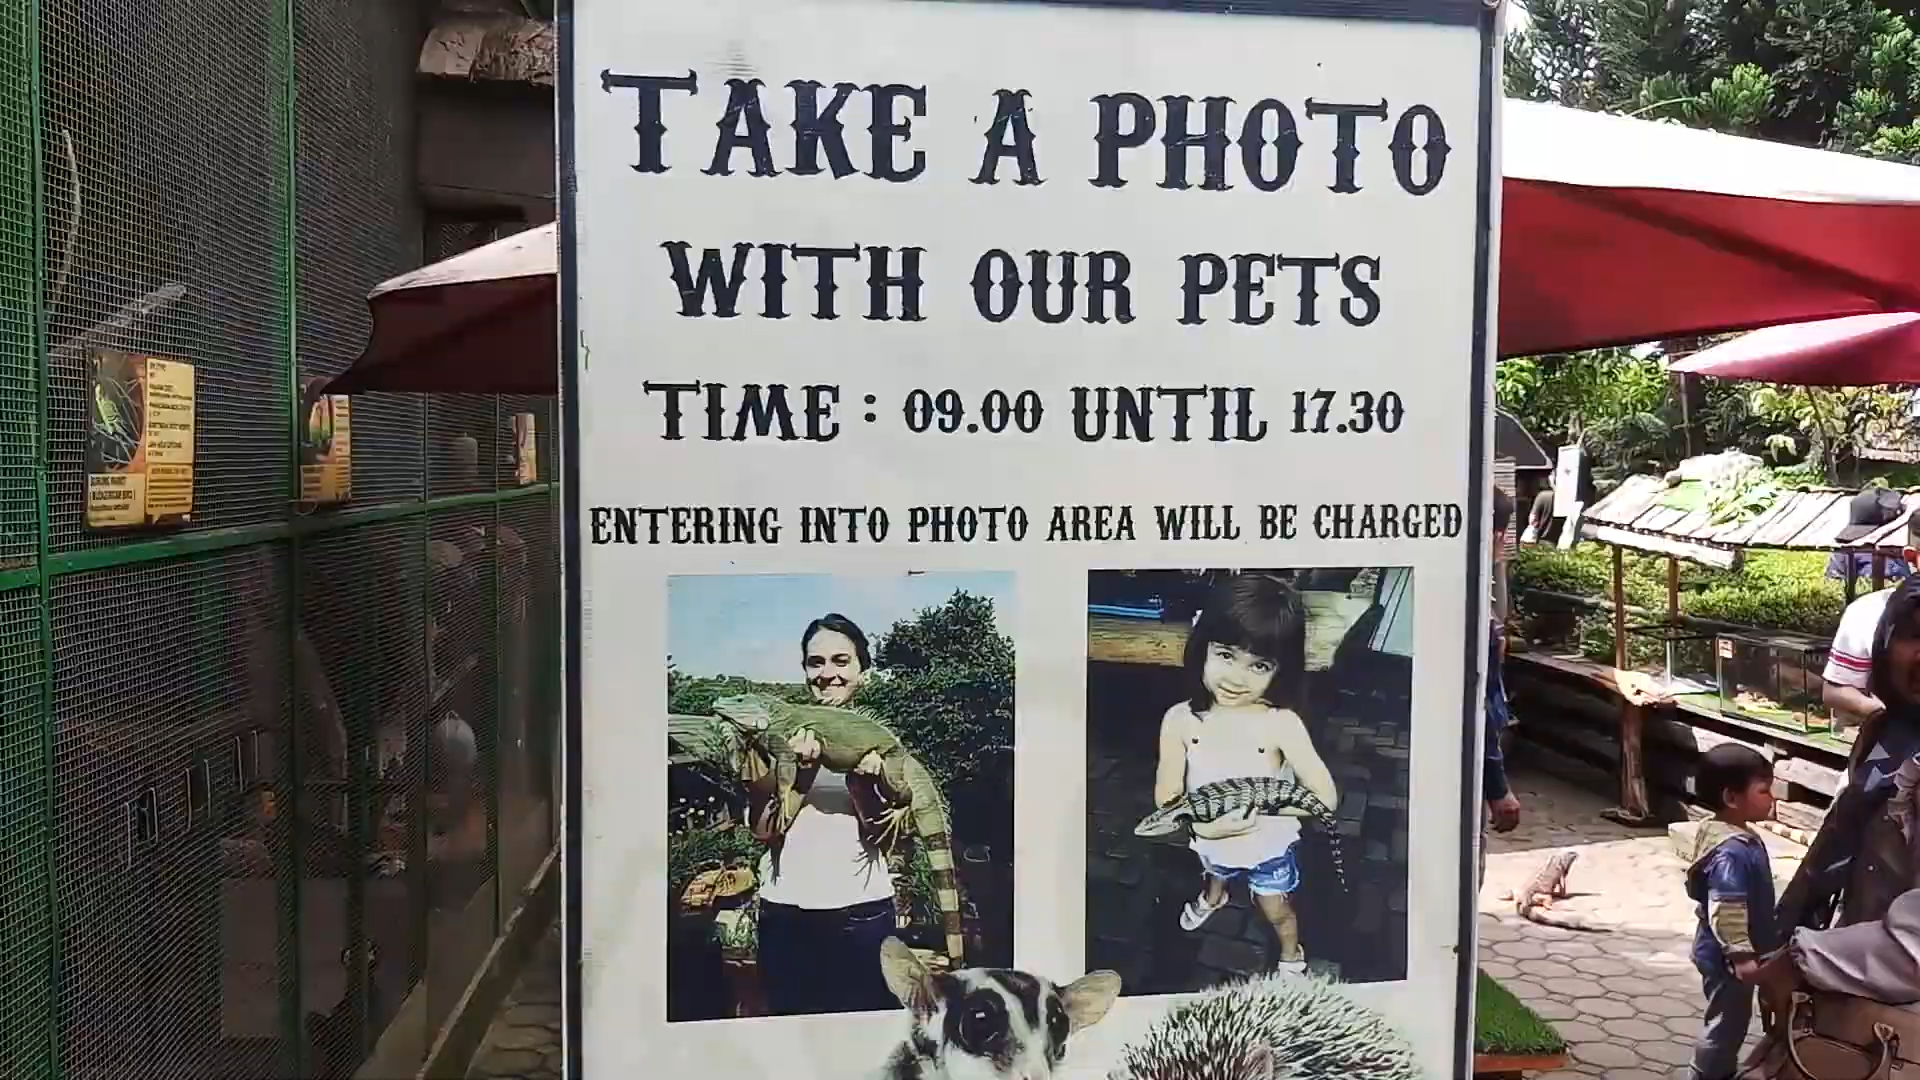 TAKE A PHOTO
WITH OUR PETS
TIME : 09.00 UNTIL 17.30
ENTERING INTO PHOTO AREA WILL BE CHARGED